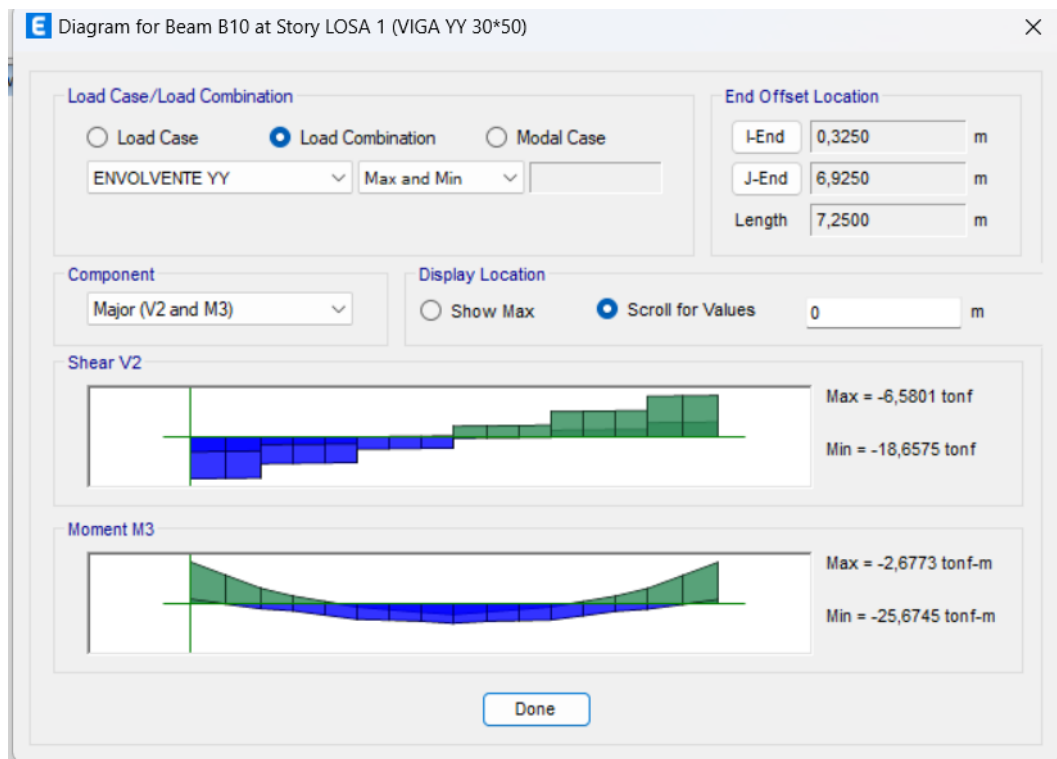 E Diagram for Beam B10 at Story LOSA 1 (VIGA YY 30*50)
Load Case/Load Combination
Load Case Load Combination Modal Case
ENVOLVENTE YY Max and Min
End Offset Location
I-End 0,3250 m
J-End 6,9250 m
Length 7,2500 m
Component
Major (V2 and M3)
Display Location
Show Max Scroll for Values 0 m
Shear V2
Max = -6,5801 tonf
Min = -18,6575 tonf
Moment M3
Max = -2,6773 tonf-m
Min = -25,6745 tonf-m
Done